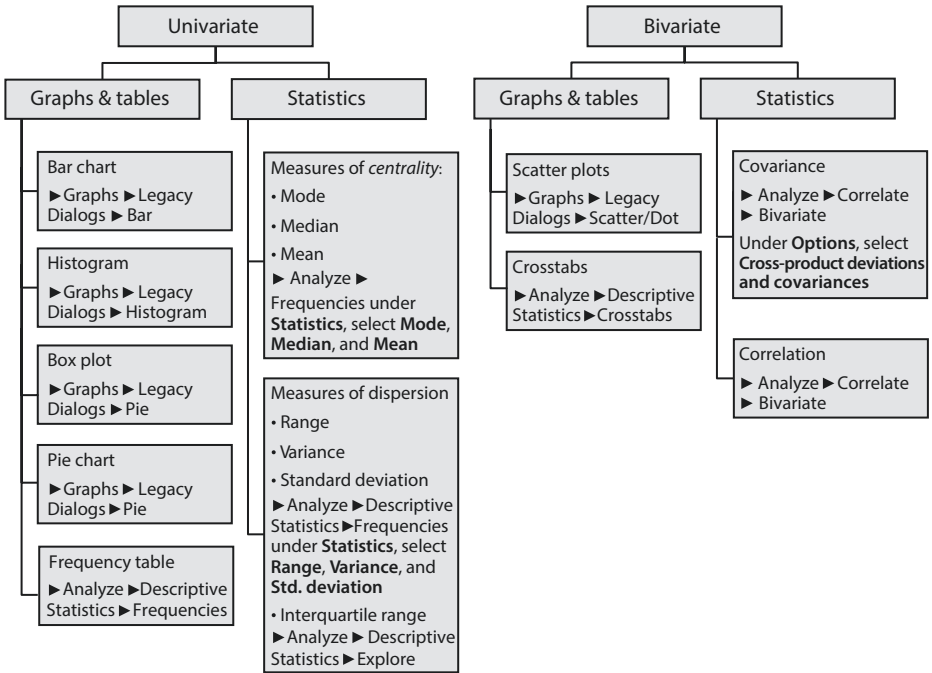 Univariate
Graphs & tables
Bar chart
►Graphs ►Legacy
Dialogs ►Bar
Histogram
►Graphs ►Legacy
Dialogs ►Histogram
Box plot
►Graphs ►Legacy
Dialogs ►Pie
Pie chart
►Graphs ►Legacy
Dialogs ►Pie
Frequency table
►Analyze ►Descriptive
Statistics ►Frequencies
Statistics
Measures of centrality:
• Mode
• Median
• Mean
► Analyze ►
Frequencies under
Statistics, select Mode,
Median, and Mean
Measures of dispersion
• Range
• Variance
• Standard deviation
►Analyze ►Descriptive
Statistics ►Frequencies
under Statistics, select
Range, Variance, and
Std. deviation
• Interquartile range
►Analyze ► Descriptive
Statistics ► Explore
Bivariate
Graphs & tables
Scatter plots
►Graphs ►Legacy
Dialogs ►Scatter/Dot
Crosstabs
►Analyze ►Descriptive
Statistics ►Crosstabs
Statistics
Covariance
► Analyze ►Correlate
► Bivariate
Under Options, select
Cross-product deviations
and covariances
Correlation
► Analyze ►Correlate
► Bivariate